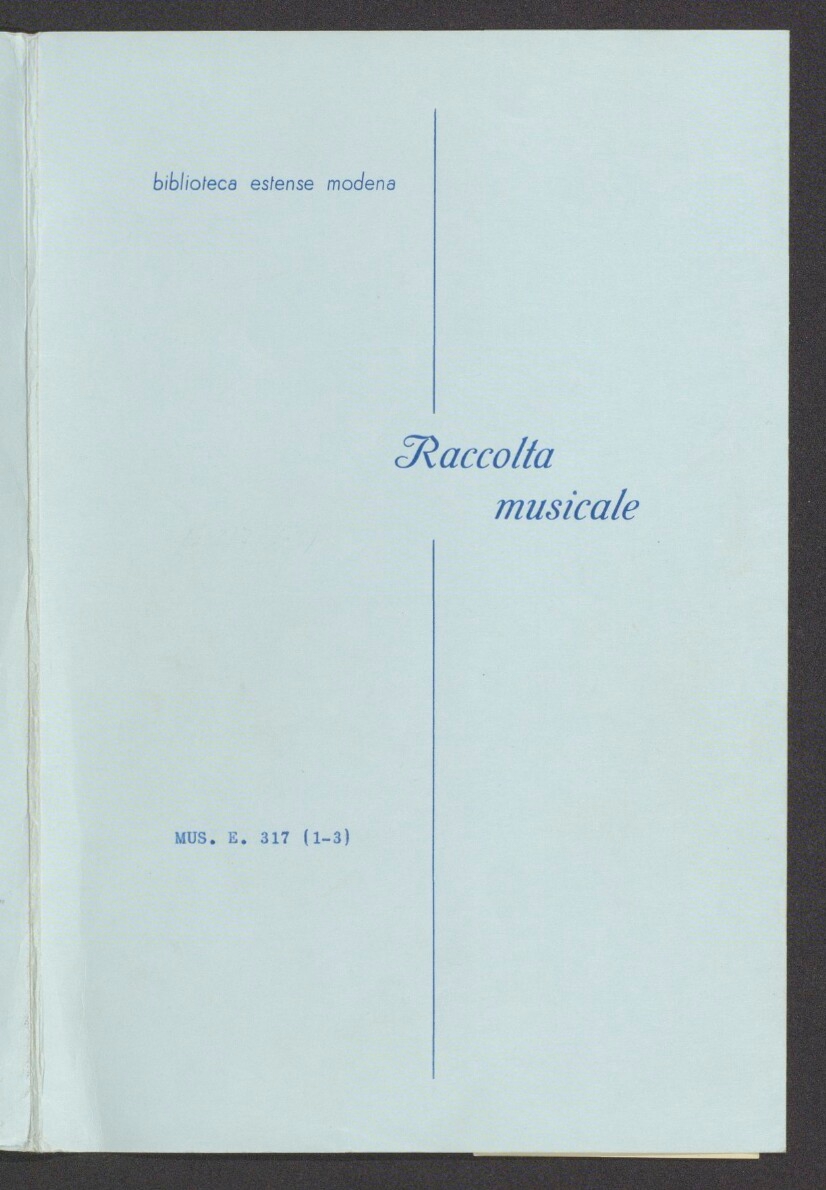 biblioteca estense modena
Raccolta
musicale
MUS. E. 317 (1-3)